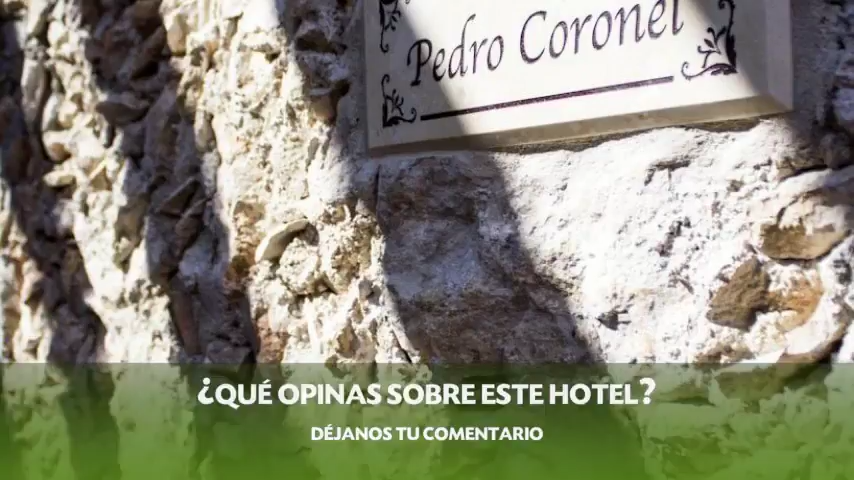 Pedro Coronel
¿QUÉ OPINAS SOBRE ESTE HOTEL?
DÉJANOS TU COMENTARIO